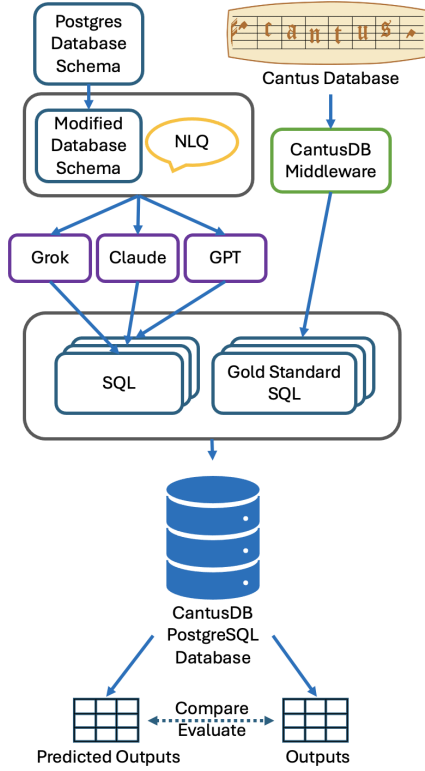 Postgres
Database
Schema
cantus
Cantus Database
Modified
Database
Schema
NLQ
CantusDB
Middleware
Grok
Claude
GPT
SQL
Gold Standard
SQL
CantusDB
PostgreSQL
Database
Compare
Evaluate
Predicted Outputs
Outputs